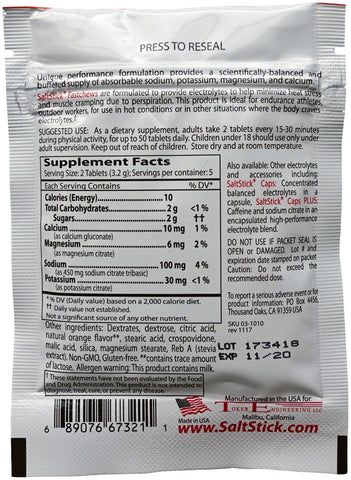 PRESS TO RESEAL
Unique performance formulation provides a scientifically-balanced and
buffered supply of absorbable sodium, potassium, magnesium, and calcium.
SaltStick® Fastchews are formulated to provide electrolytes to help minimize heat stress
and muscle cramping due to perspiration. This product is ideal for endurance athletes,
outdoor workers, for use in hot conditions or in other situations where the body craves
electrolytes.†
SUGGESTED USE: As a dietary supplement, adults take 2 tablets every 15-30 minutes
during physical activity, for up to 50 tablets daily. Children under 18 should use only under
adult supervision. Keep out of reach of children. Store dry and at room temperature.
Supplement Facts
Serving Size: 2 Tablets (3.2 g); Servings per container: 5
Each Serving Contains % DV*
Calories (Energy) 10
Total Carbohydrates 2 g <1 %
Sugars 2 g ††
Calcium 10 mg 1 %
(as calcium gluconate)
Magnesium 6 mg 2 %
(as magnesium citrate)
Sodium 100 mg 4 %
(as 450 mg sodium citrate tribasic)
Potassium 30 mg <1 %
(as potassium citrate)
* % DV (Daily value) based on a 2,000 calorie diet.
†† Daily value not established.
Not a significant source of any other nutrient.
Other ingredients: Dextrates, dextrose, citric acid,
natural orange flavor**, stearic acid, crospovidone,
malic acid, silica, magnesium stearate, Reb A (stevia
extract). Non-GMO, Gluten-free. **contains trace amount
of lactose. Allergen warning: This product contains milk.
† These statements have not been evaluated by the Food
and Drug Administration. This product is not intended to
diagnose, treat, cure, or prevent any disease.
Also available: Other electrolytes
and accessories including:
SaltStick® Caps: Concentrated
balanced electrolytes in a
capsule, SaltStick® Caps PLUS:
Caffeine and sodium citrate in an
encapsulated high-performance
electrolyte blend.
DO NOT USE IF PACKET SEAL IS
OPEN or DAMAGED. Lot # and
expiration date stamped on packet
Caution: Do not exceed the
recommended dose.
To report a serious adverse event or for
product information: PO BOX 4456,
Thousand Oaks, CA 91359 USA
SKU 03-1010
rev 1117
LOT 173418
EXP 11/20
6 89076 67321 1
Made in USA
Manufactured in the USA for:
TOKER ENGINEERING LLC
Malibu, California
www.SaltStick.com